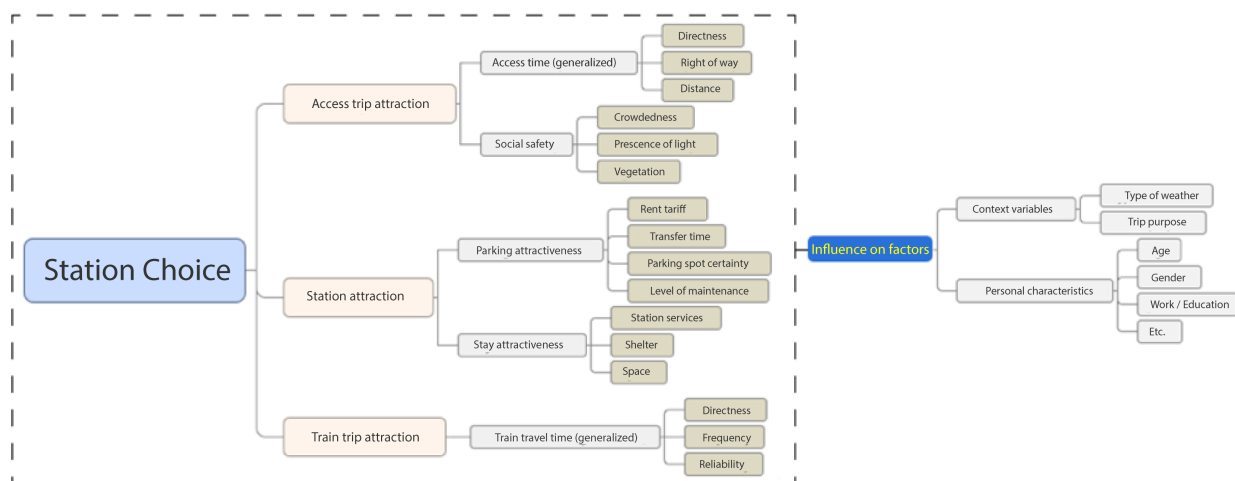 Station Choice
Access trip attraction
Access time (generalized)
Directness
Right of way
Distance
Social safety
Crowdedness
Prescence of light
Vegetation
Station attraction
Parking attractiveness
Rent tariff
Transfer time
Parking spot certainty
Level of maintenance
Stay attractiveness
Station services
Shelter
Space
Train trip attraction
Train travel time (generalized)
Directness
Frequency
Reliability
Influence on factors
Context variables
Type of weather
Trip purpose
Personal characteristics
Age
Gender
Work / Education
Etc.